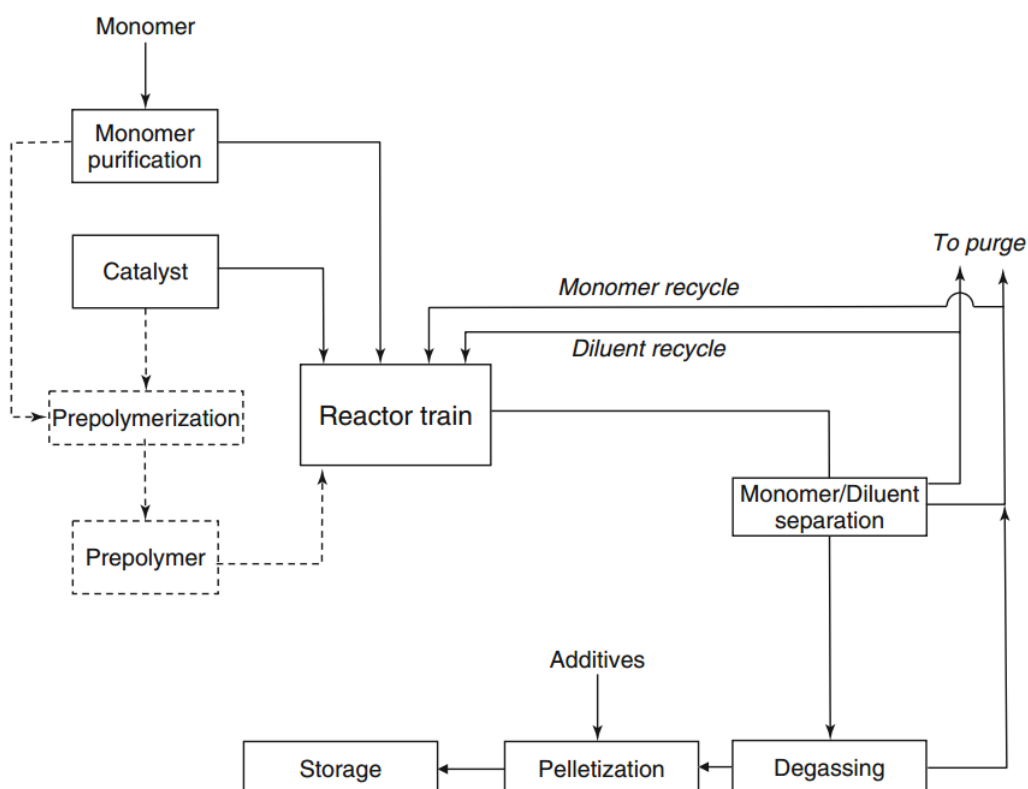 Monomer
Monomer
purification
Catalyst
To purge
Monomer recycle
Diluent recycle
Prepolymerization
Reactor train
Monomer/Diluent
separation
Prepolymer
Additives
Storage
Pelletization
Degassing